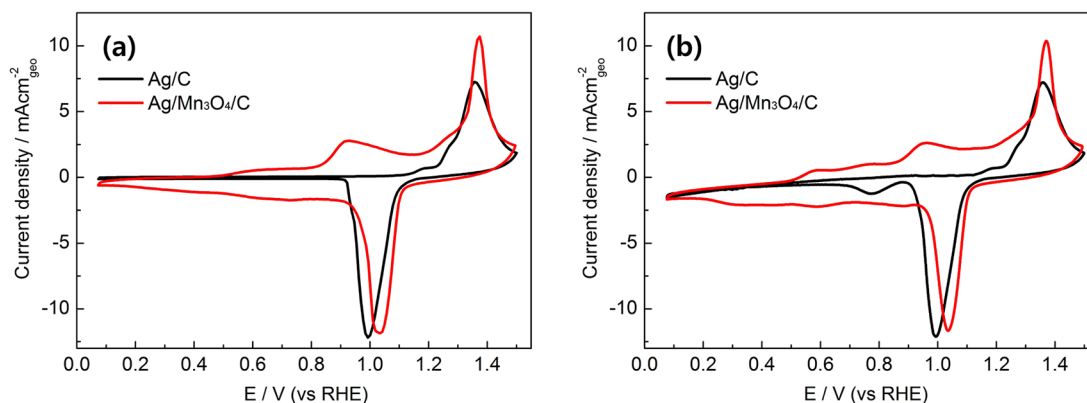 (a)
Ag/C
Ag/Mn₃O₄/C
Current density / mAcm⁻²geo
10
5
0
-5
-10
0.0 0.2 0.4 0.6 0.8 1.0 1.2 1.4
E / V (vs RHE)
(b)
Ag/C
Ag/Mn₃O₄/C
Current density / mAcm⁻²geo
10
5
0
-5
-10
0.0 0.2 0.4 0.6 0.8 1.0 1.2 1.4
E / V (vs RHE)